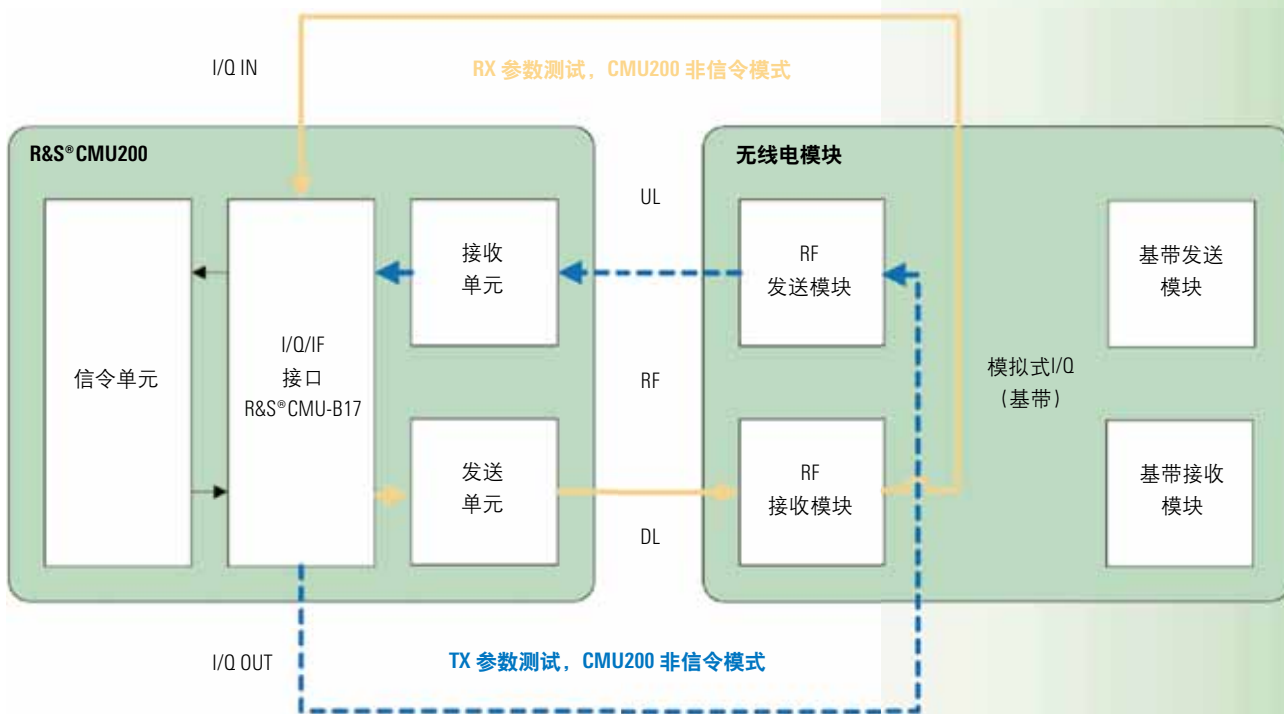 I/Q IN
RX 参数测试，CMU200 非信令模式
R&S®CMU200
无线电模块
UL
接收
单元
RF
发送模块
基带发送
模块
信令单元
I/Q/IF
接口
R&S®CMU-B17
RF
模拟式I/Q
（基带）
发送
单元
RF
接收模块
基带接收
模块
DL
I/Q OUT
TX 参数测试，CMU200 非信令模式